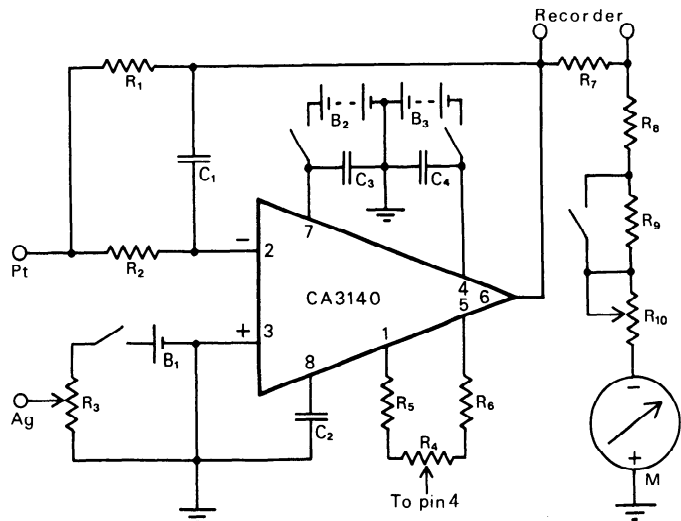 Recorder
R1
R7
B2
B3
R8
C1
C3
C4
R9
7
Pt
R2
−
2
4
CA3140
5
6
R10
+
3
1
B1
8
Ag
R3
R5
R6
−
C2
R4
+
M
To pin 4